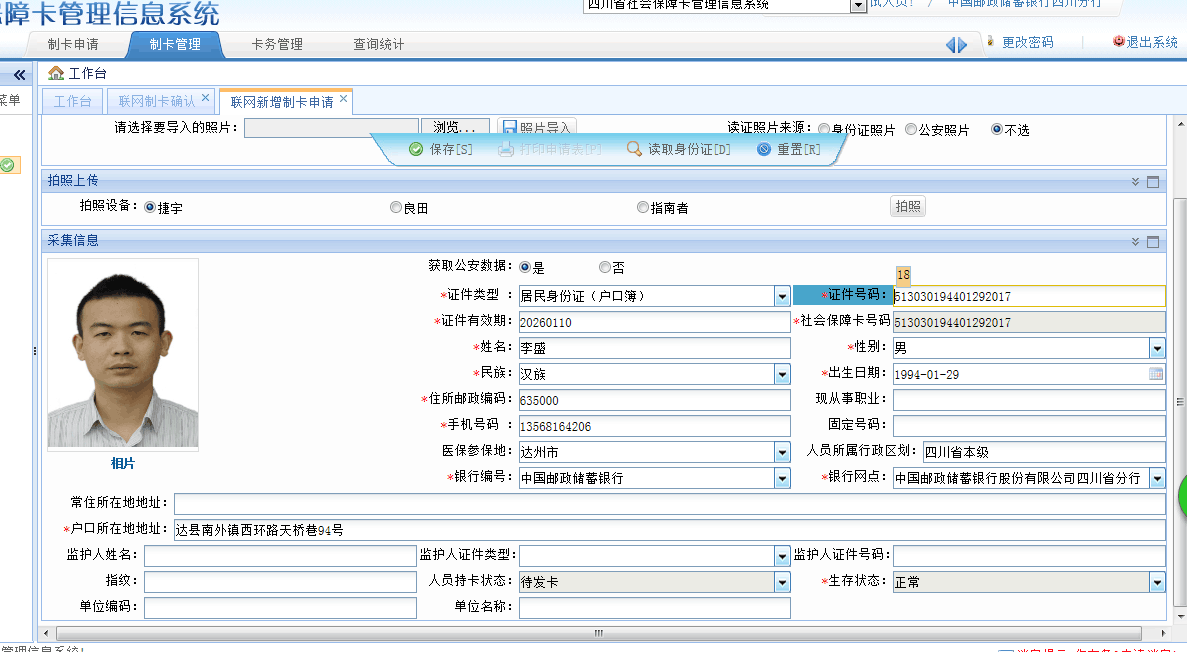 障卡管理信息系统
四川省社会保障卡管理信息系统
试人员! / 中国邮政储蓄银行四川分行
制卡申请 制卡管理 卡务管理 查询统计 更改密码 退出系统
« 工作台
菜单 工作台 联网制卡确认 × 联网新增制卡申请 ×
请选择要导入的照片: 浏览... 照片导入 读证照片来源: 身份证照片 公安照片 不选
保存[S] 打印申请表[P] 读取身份证[D] 重置[R]
拍照上传
拍照设备: 捷宇 良田 指南者 拍照
采集信息
获取公安数据: 是 否
18
*证件类型 : 居民身份证（户口簿） *证件号码: 513030199401292017
*证件有效期: 20260110 *社会保障卡号码 513030199401292017
*姓名: 李盛 *性别: 男
*民族: 汉族 *出生日期: 1994-01-29
*住所邮政编码: 635000 现从事职业:
*手机号码 : 13568164206 固定号码:
医保参保地: 达州市 人员所属行政区划: 四川省本级
相片
*银行编号: 中国邮政储蓄银行 *银行网点: 中国邮政储蓄银行股份有限公司四川省分行
常住所在地地址:
*户口所在地地址: 达县南外镇西环路天桥巷94号
监护人姓名: 监护人证件类型: 监护人证件号码:
指纹: 人员持卡状态: 待发卡 *生存状态: 正常
单位编码: 单位名称:
管理信息系统!